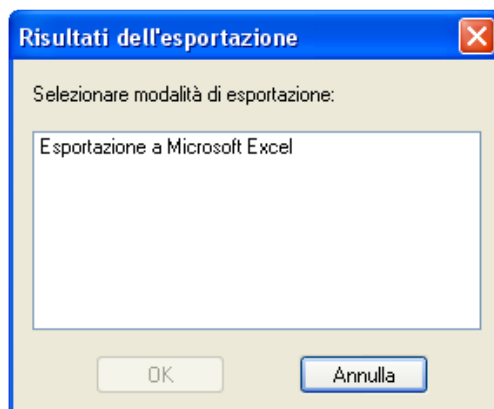 Risultati dell'esportazione
Selezionare modalità di esportazione:
Esportazione a Microsoft Excel
OK
Annulla